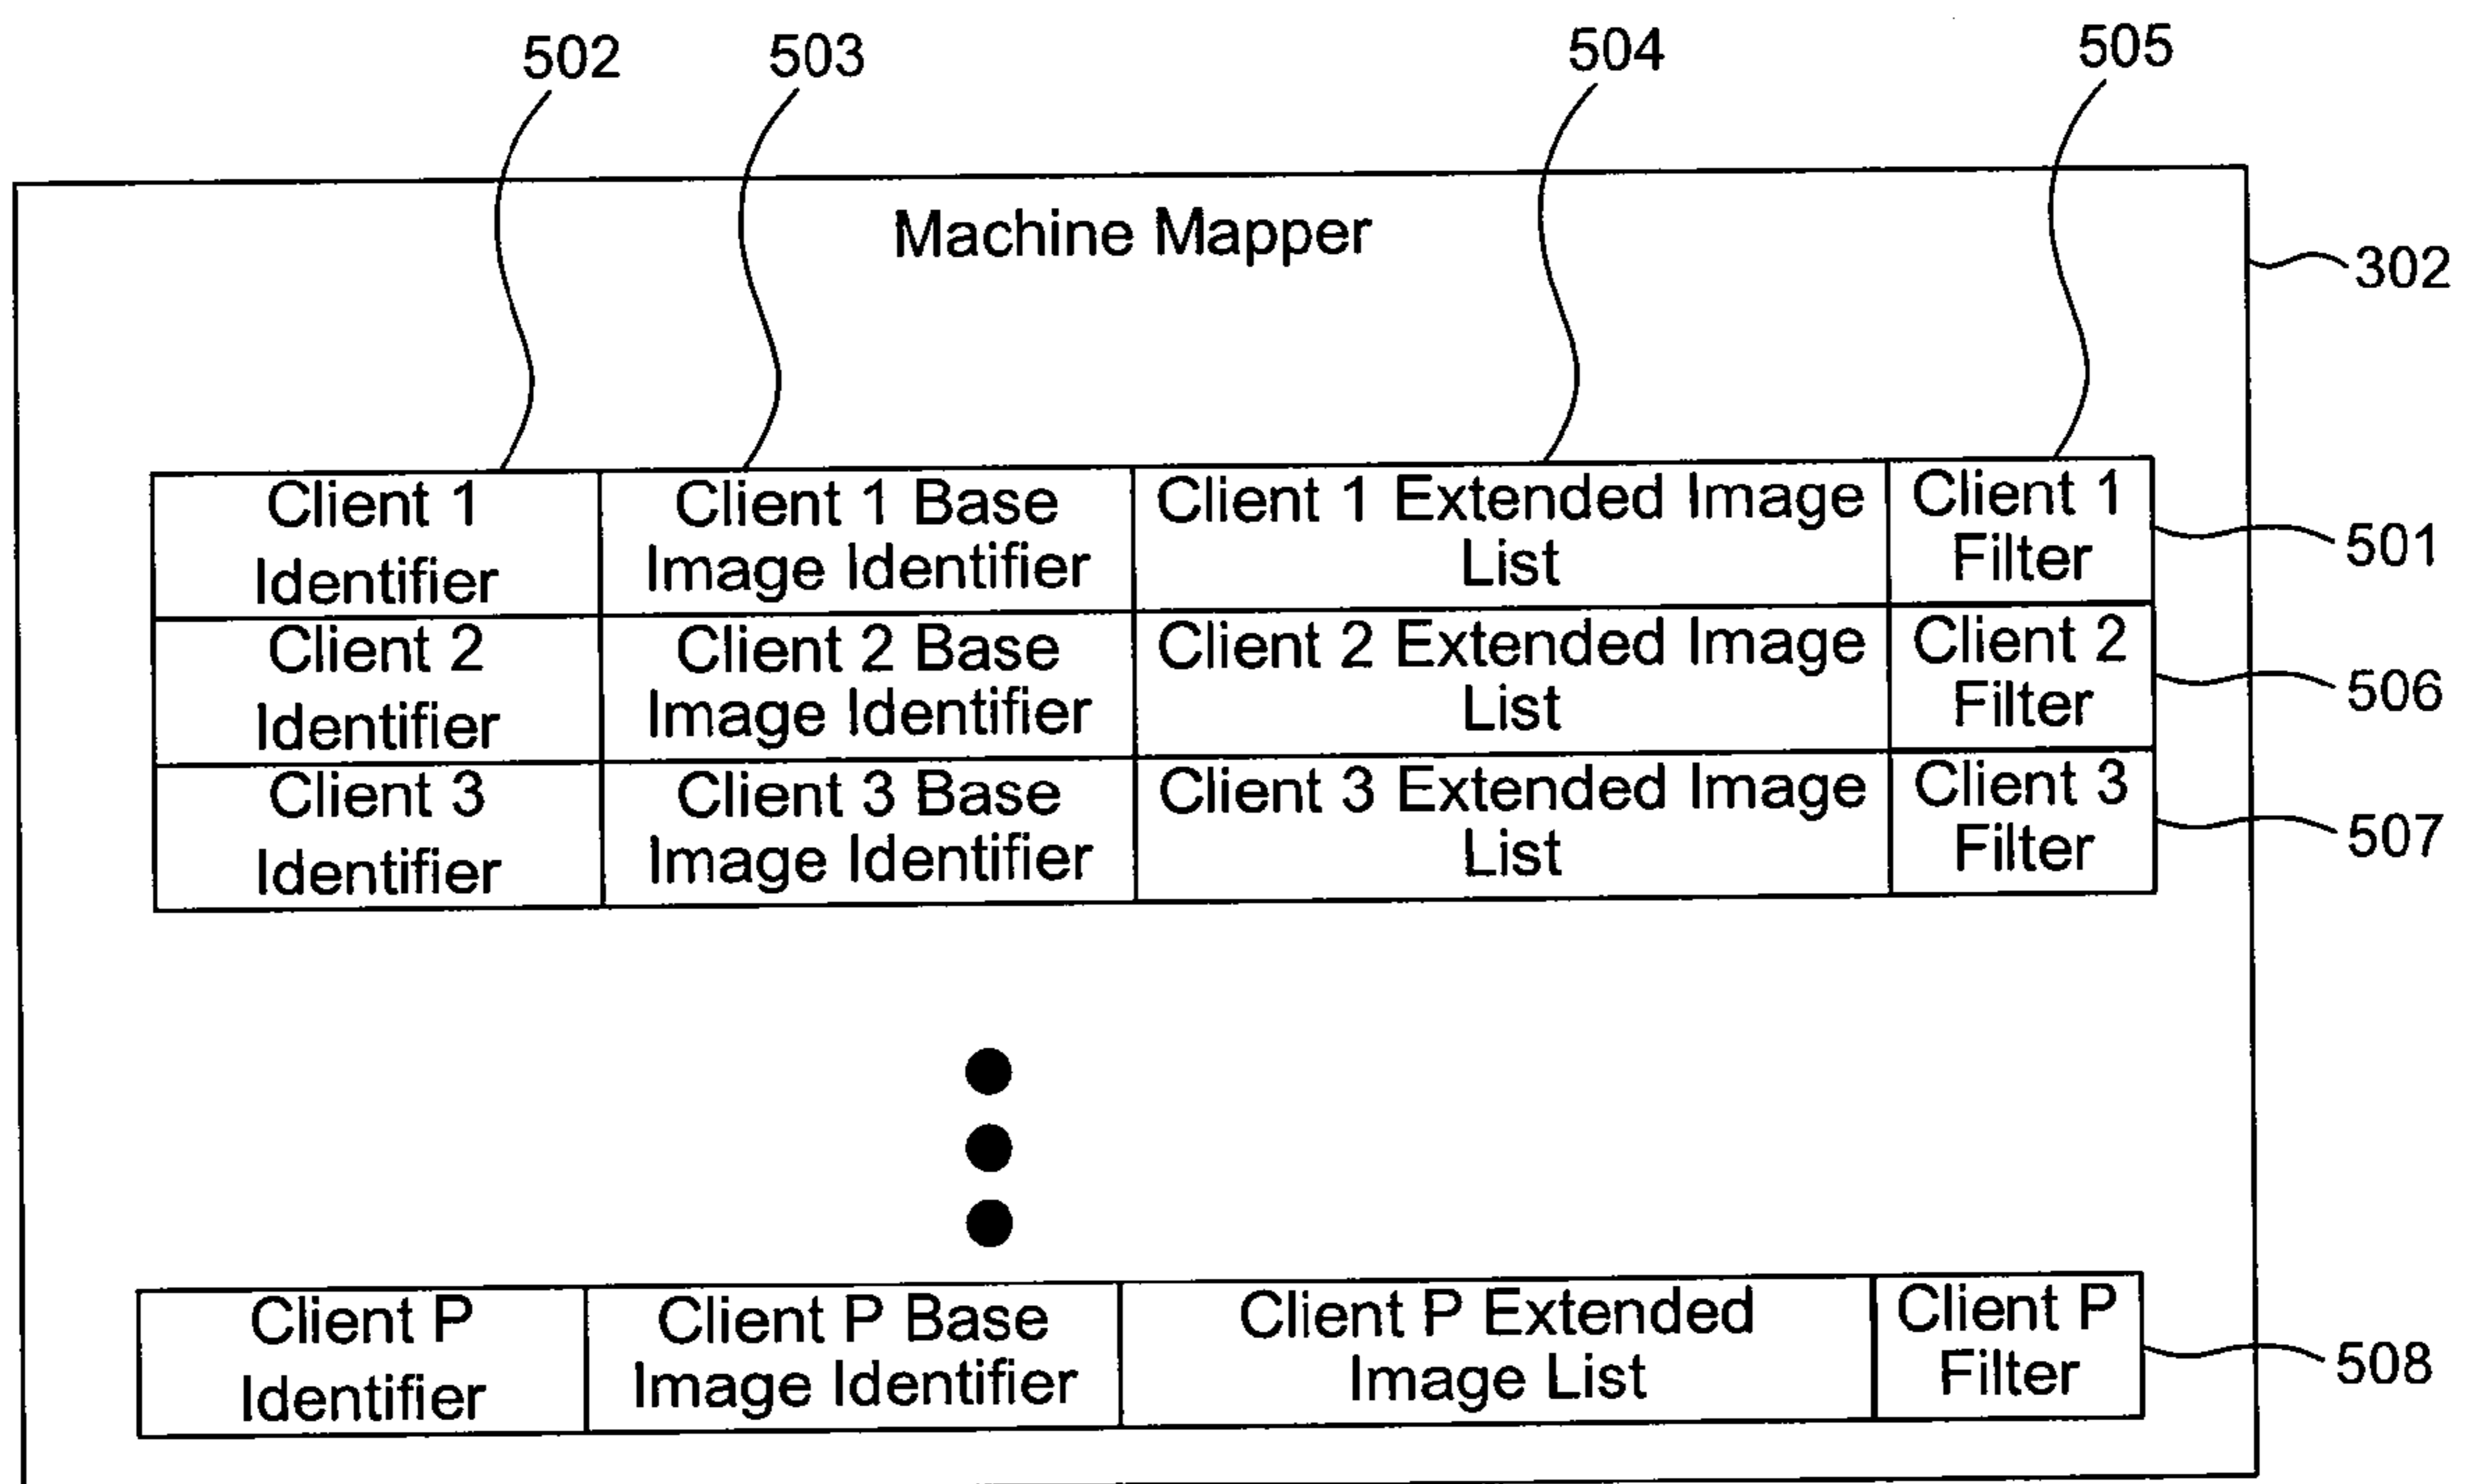 502 503 504 505
Machine Mapper
302
Client 1 Client 1 Base Client 1 Extended Image Client 1
Identifier Image Identifier List Filter
501
Client 2 Client 2 Base Client 2 Extended Image Client 2
Identifier Image Identifier List Filter
506
Client 3 Client 3 Base Client 3 Extended Image Client 3
Identifier Image Identifier List Filter
507
Client P Client P Base Client P Extended Client P
Identifier Image Identifier Image List Filter
508